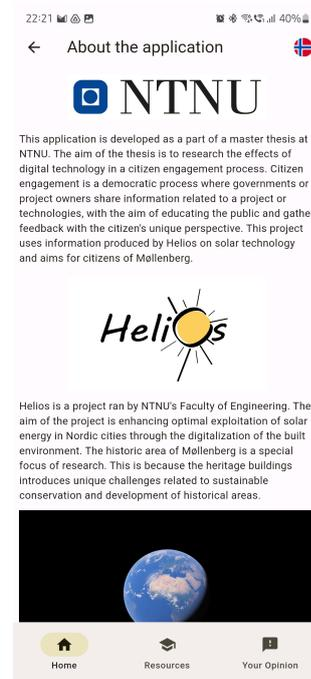 22:21
40%
About the application
NTNU
This application is developed as a part of a master thesis at
NTNU. The aim of the thesis is to research the effects of
digital technology in a citizen engagement process. Citizen
engagement is a democratic process where governments or
project owners share information related to a project or
technologies, with the aim of educating the public and gathe
feedback with the citizen's unique perspective. This project
uses information produced by Helios on solar technology
and aims for citizens of Møllenberg.
Helios
Helios is a project ran by NTNU's Faculty of Engineering. The
aim of the project is enhancing optimal exploitation of solar
energy in Nordic cities through the digitalization of the built
environment. The historic area of Møllenberg is a special
focus of research. This is because the heritage buildings
introduces unique challenges related to sustainable
conservation and development of historical areas.
Home
Resources
Your Opinion